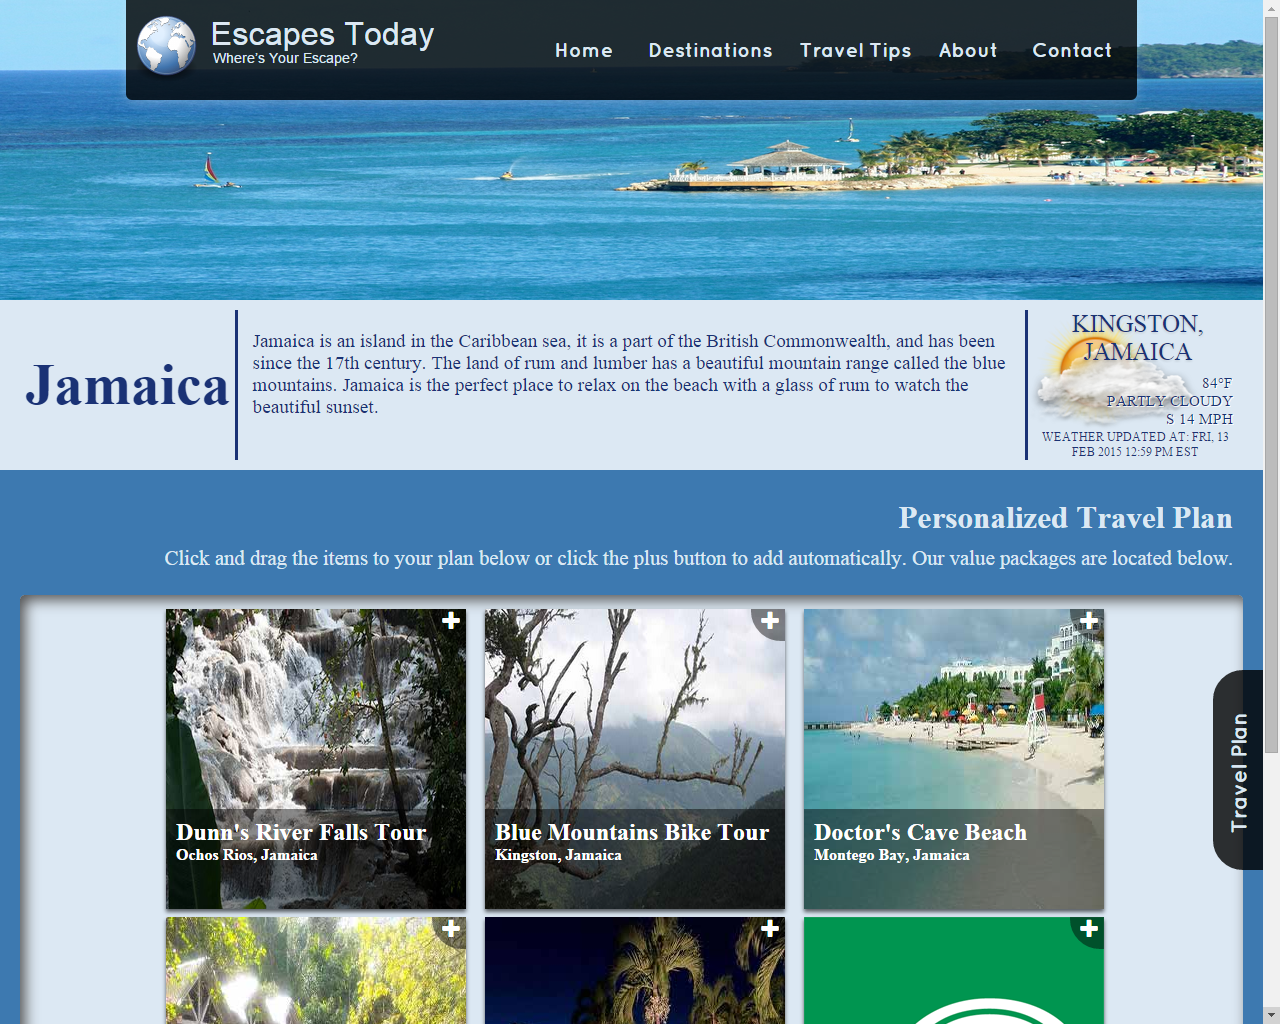 Escapes Today
Where's Your Escape?
Home Destinations Travel Tips About Contact
Jamaica
Jamaica is an island in the Caribbean sea, it is a part of the British Commonwealth, and has been
since the 17th century. The land of rum and lumber has a beautiful mountain range called the blue
mountains. Jamaica is the perfect place to relax on the beach with a glass of rum to watch the
beautiful sunset.
KINGSTON,
JAMAICA
84°F
PARTLY CLOUDY
S 14 MPH
WEATHER UPDATED AT: FRI, 13
FEB 2015 12:59 PM EST
Personalized Travel Plan
Click and drag the items to your plan below or click the plus button to add automatically. Our value packages are located below.
Dunn's River Falls Tour
Ochos Rios, Jamaica
Blue Mountains Bike Tour
Kingston, Jamaica
Doctor's Cave Beach
Montego Bay, Jamaica
Travel Plan